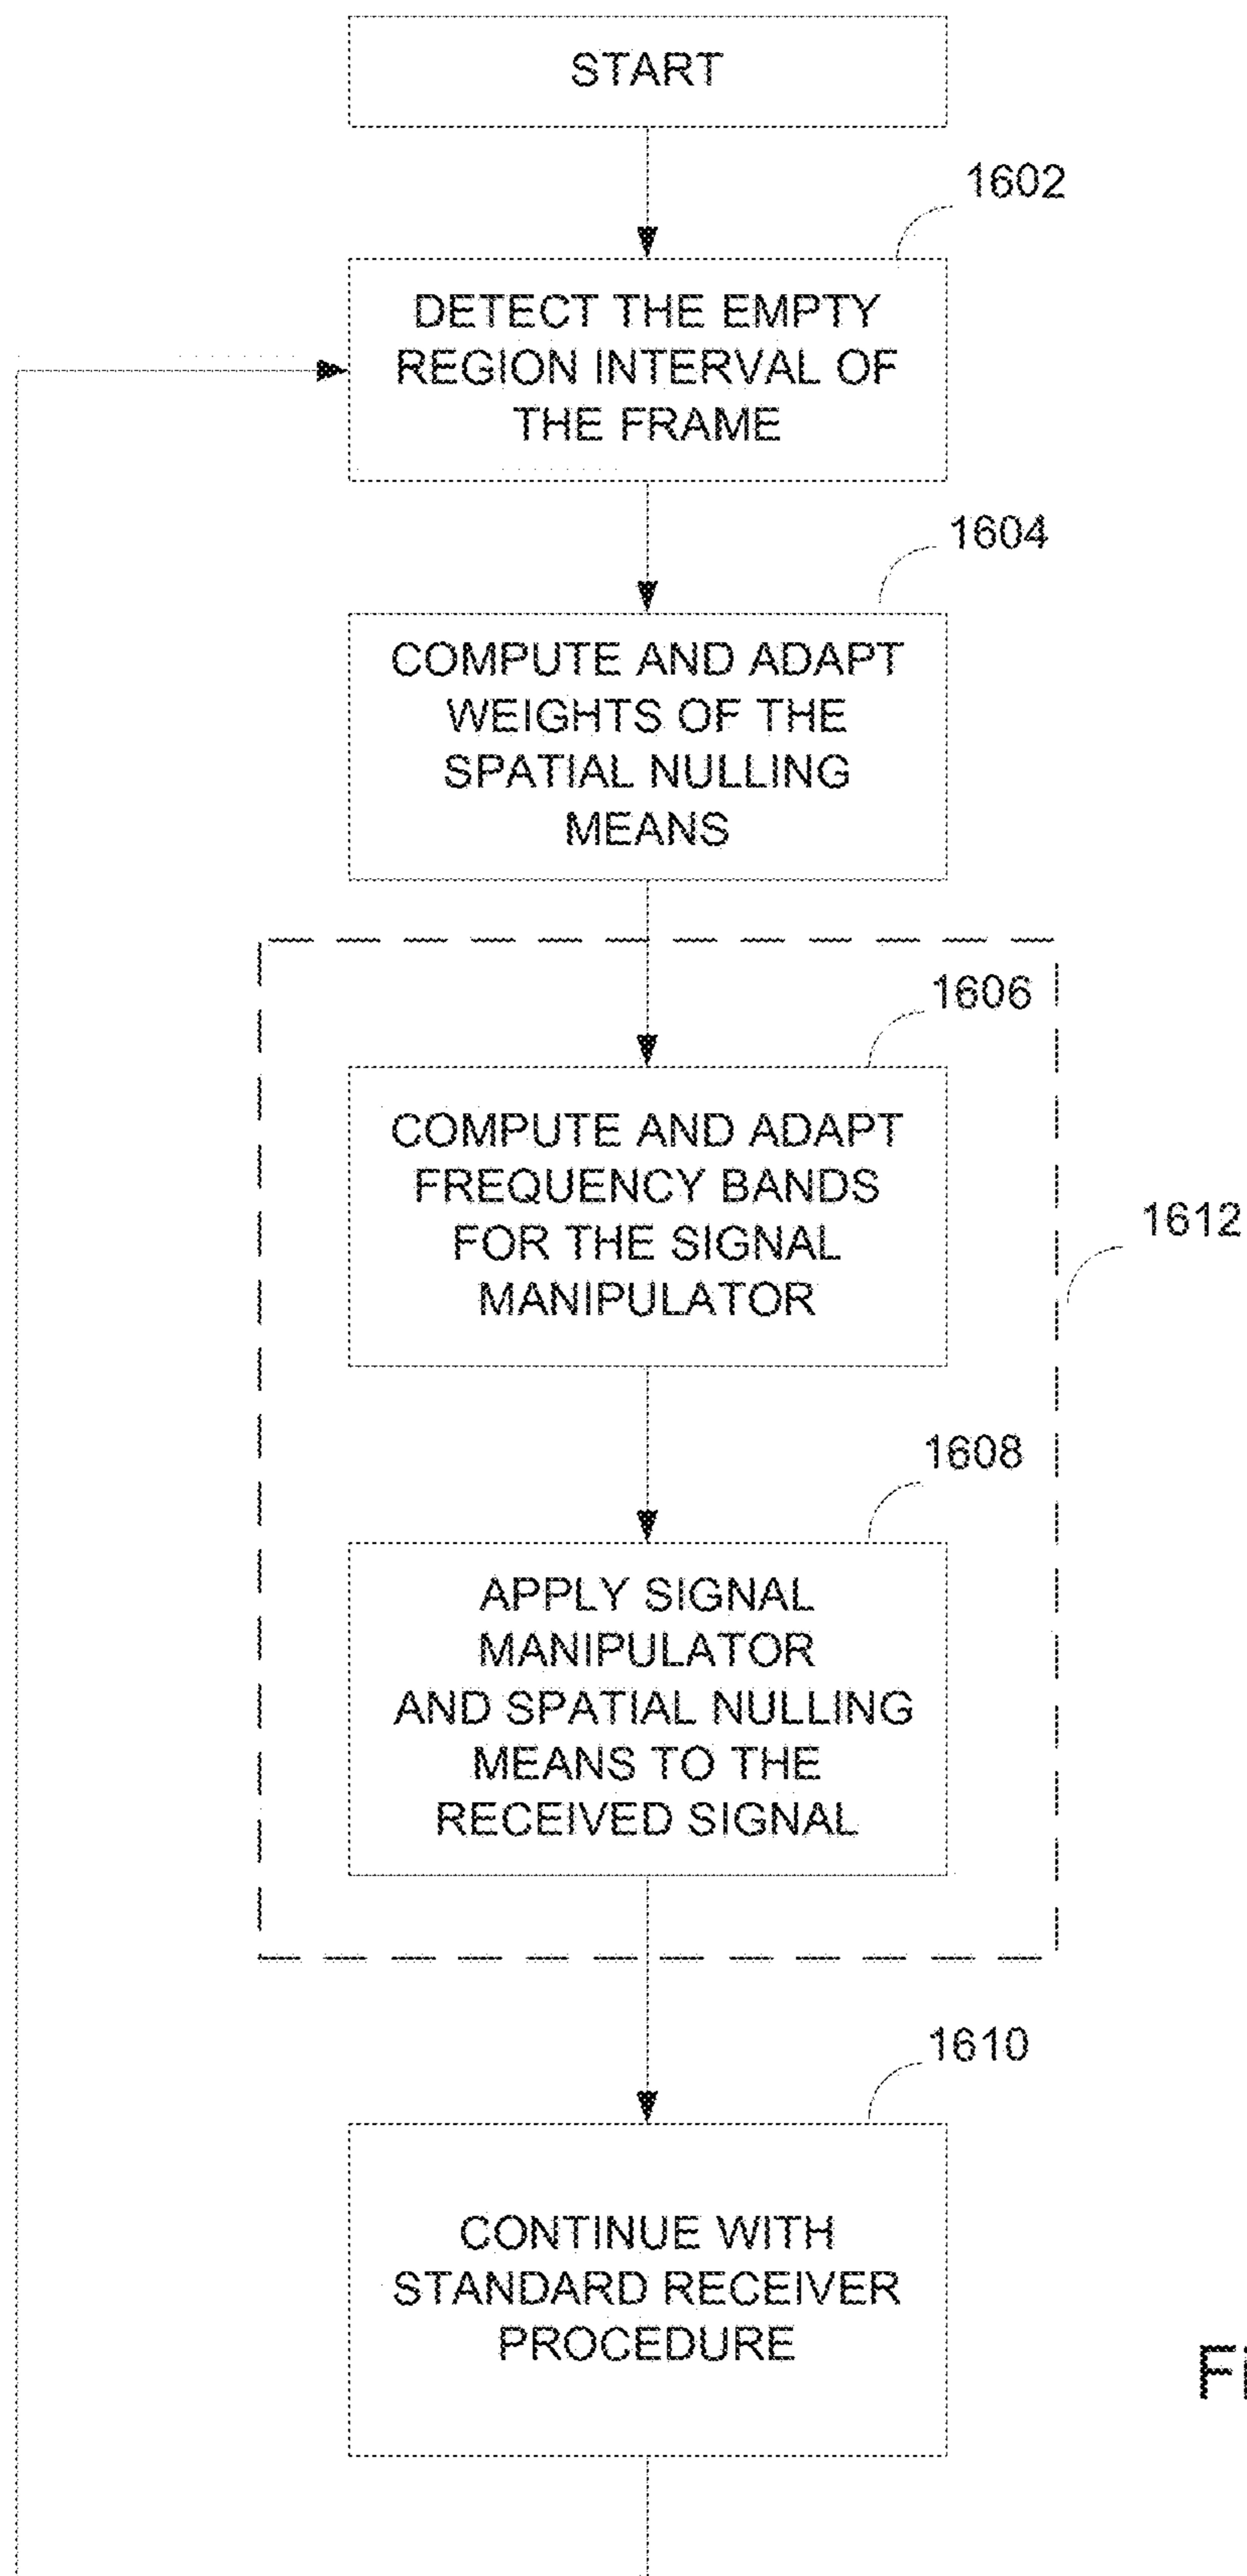 START
1602
DETECT THE EMPTY
REGION INTERVAL OF
THE FRAME
1604
COMPUTE AND ADAPT
WEIGHTS OF THE
SPATIAL NULLING
MEANS
1606
COMPUTE AND ADAPT
FREQUENCY BANDS
FOR THE SIGNAL
MANIPULATOR
1612
1608
APPLY SIGNAL
MANIPULATOR
AND SPATIAL NULLING
MEANS TO THE
RECEIVED SIGNAL
1610
CONTINUE WITH
STANDARD RECEIVER
PROCEDURE